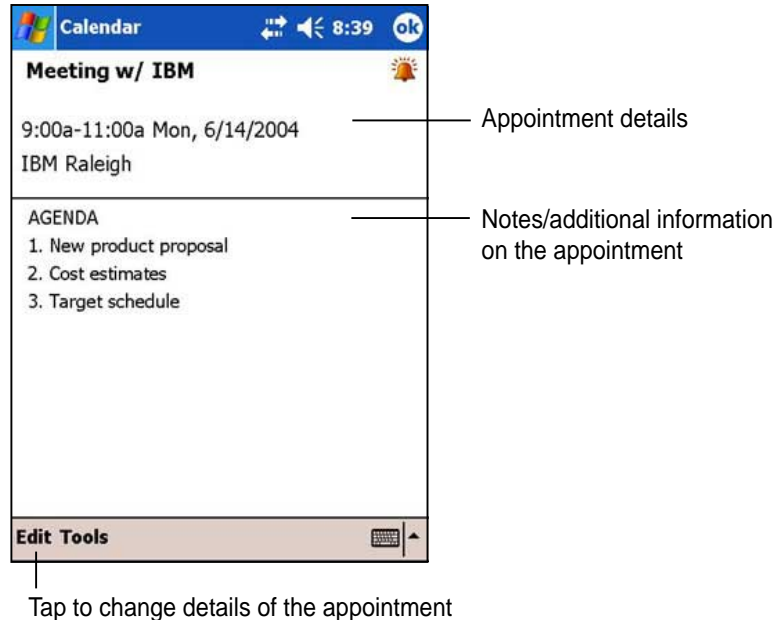 Calendar 8:39 ok
Meeting w/ IBM
9:00a-11:00a Mon, 6/14/2004
IBM Raleigh
Appointment details
AGENDA
1. New product proposal
2. Cost estimates
3. Target schedule
Notes/additional information
on the appointment
Edit Tools
Tap to change details of the appointment